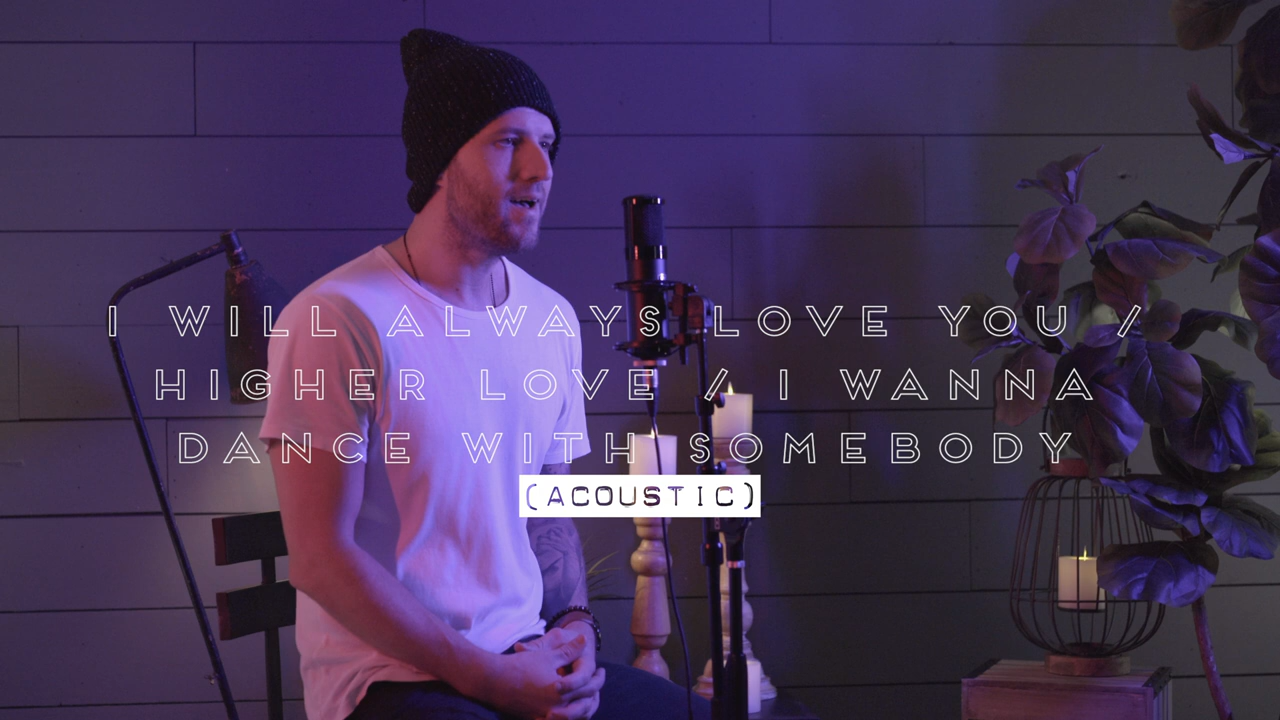 I WILL ALWAYS LOVE YOU /
HIGHER LOVE / I WANNA
DANCE WITH SOMEBODY
(ACOUSTIC)